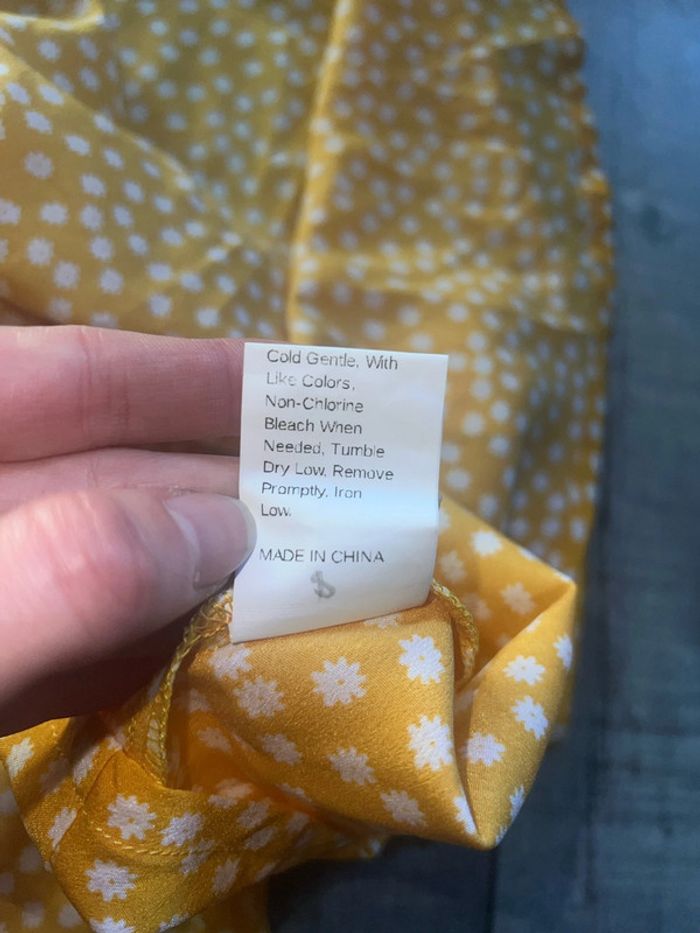 Cold Gentle, With
Like Colors,
Non-Chlorine
Bleach When
Needed, Tumble
Dry Low, Remove
Promptly. Iron
Low.
MADE IN CHINA
S